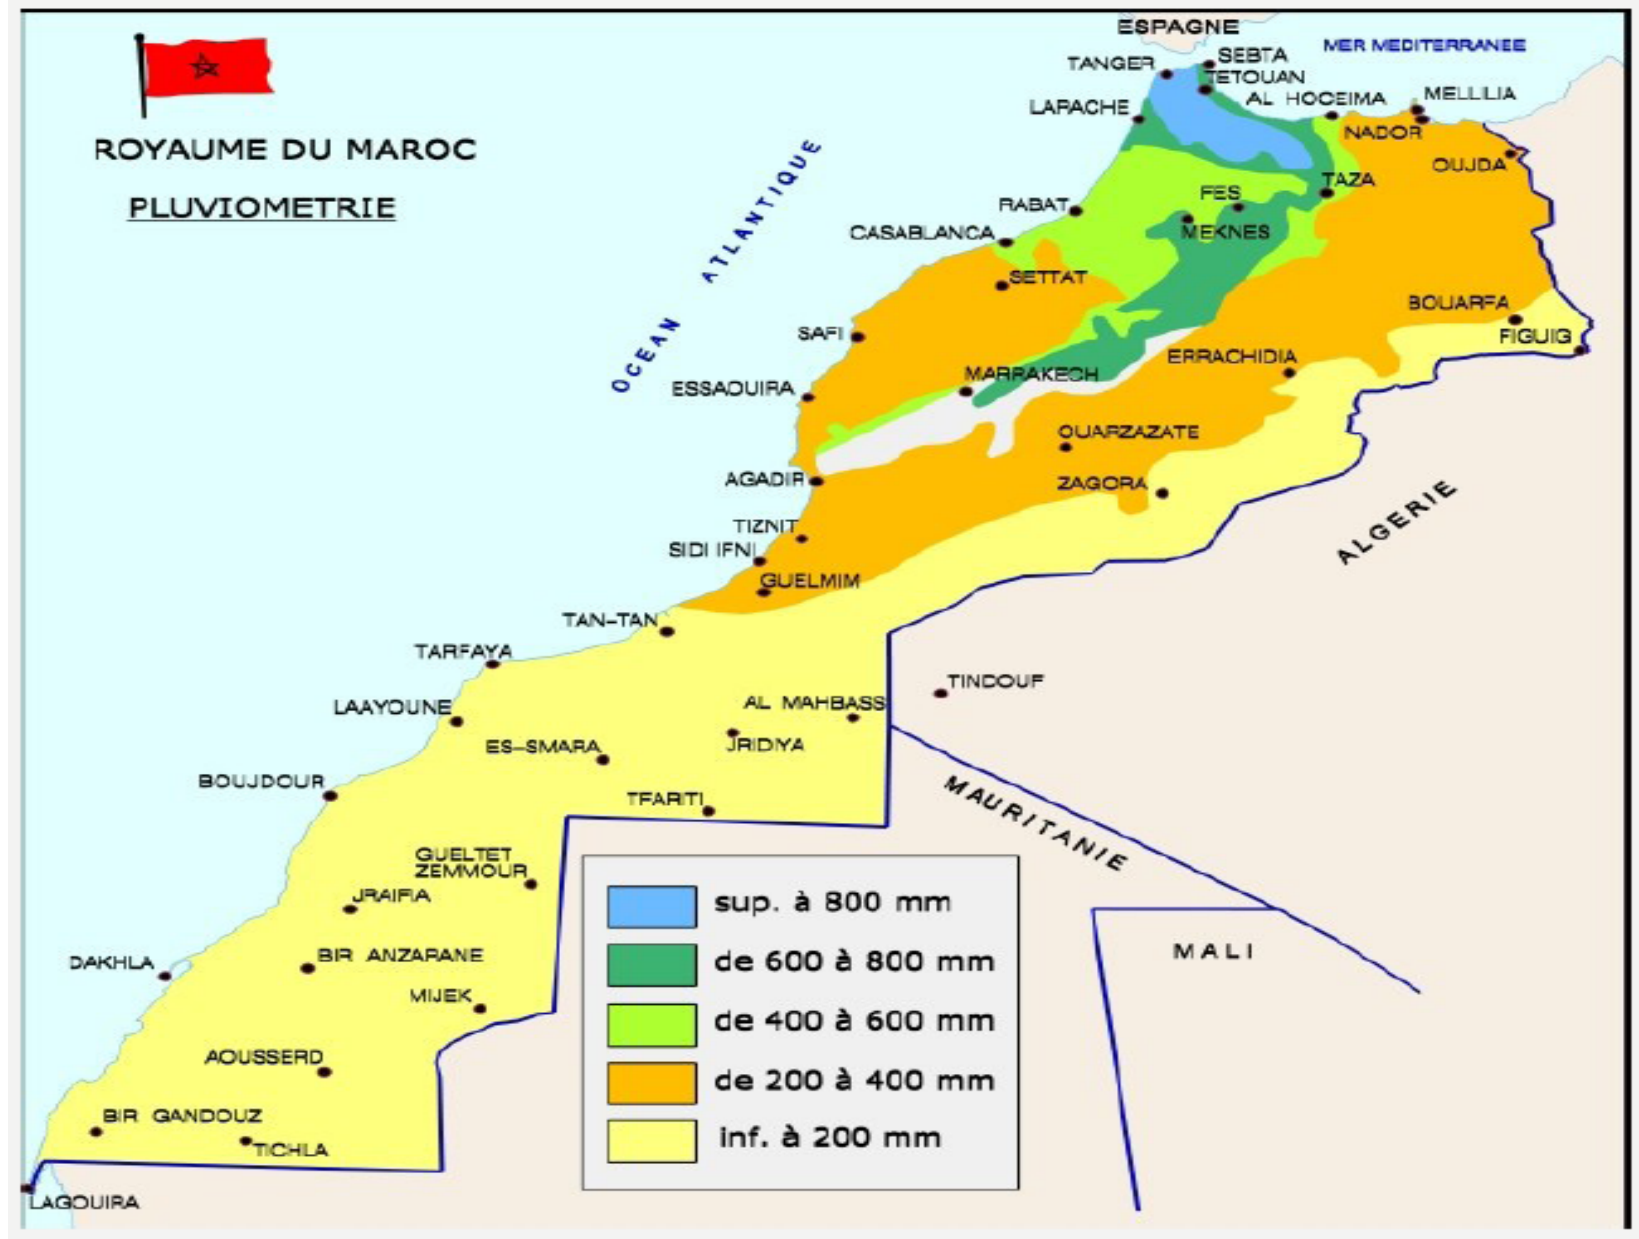 ESPAGNE
MER MEDITERRANEE
SEBTA
TANGER
TETOUAN
AL HOCEIMA
MELLILIA
LARACHE
NADOR
OUJDA
ROYAUME DU MAROC
PLUVIOMETRIE
OCEAN ATLANTIQUE
TAZA
FES
RABAT
MEKNES
CASABLANCA
SETTAT
BOUARFA
SAFI
FIGUIG
ERRACHIDIA
MARRAKECH
ESSAOUIRA
OUARZAZATE
AGADIR
ZAGORA
ALGERIE
TIZNIT
SIDI IFNI
GUELMIM
TAN-TAN
TARFAYA
TINDOUF
LAAYOUNE
AL MAHBASS
ES-SMARA
JRIDIYA
BOUJDOUR
TFARITI
MAURITANIE
GUELTET
ZEMMOUR
JRAIFIA
sup. à 800 mm
DAKHLA
BIR ANZARANE
de 600 à 800 mm
MALI
MIJEK
de 400 à 600 mm
AOUSSERD
de 200 à 400 mm
BIR GANDOUZ
TICHLA
inf. à 200 mm
LAGOUIRA